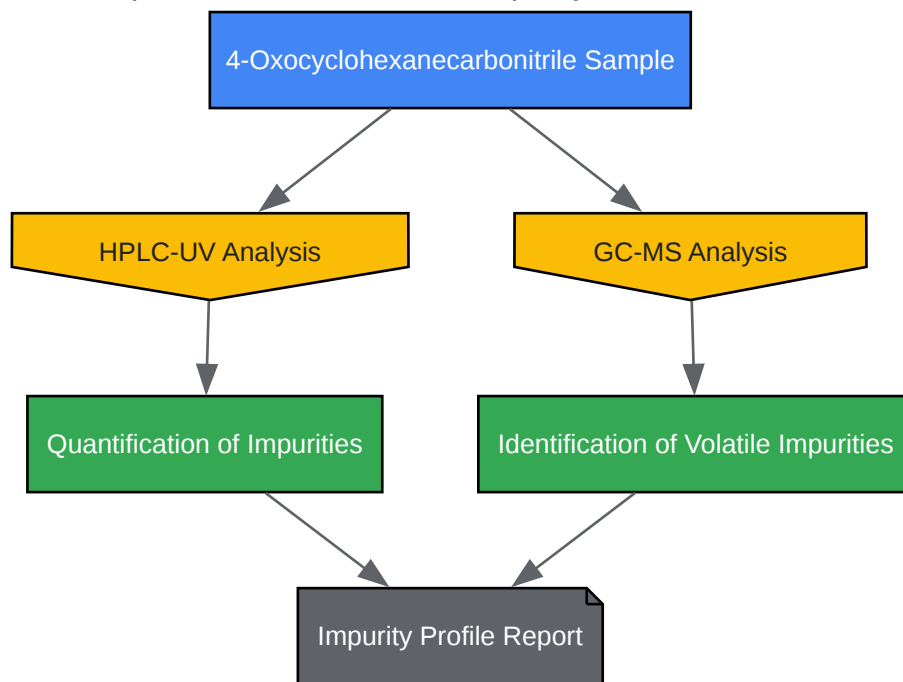 4-Oxocyclohexanecarbonitrile Sample
HPLC-UV Analysis
GC-MS Analysis
Quantification of Impurities
Identification of Volatile Impurities
Impurity Profile Report